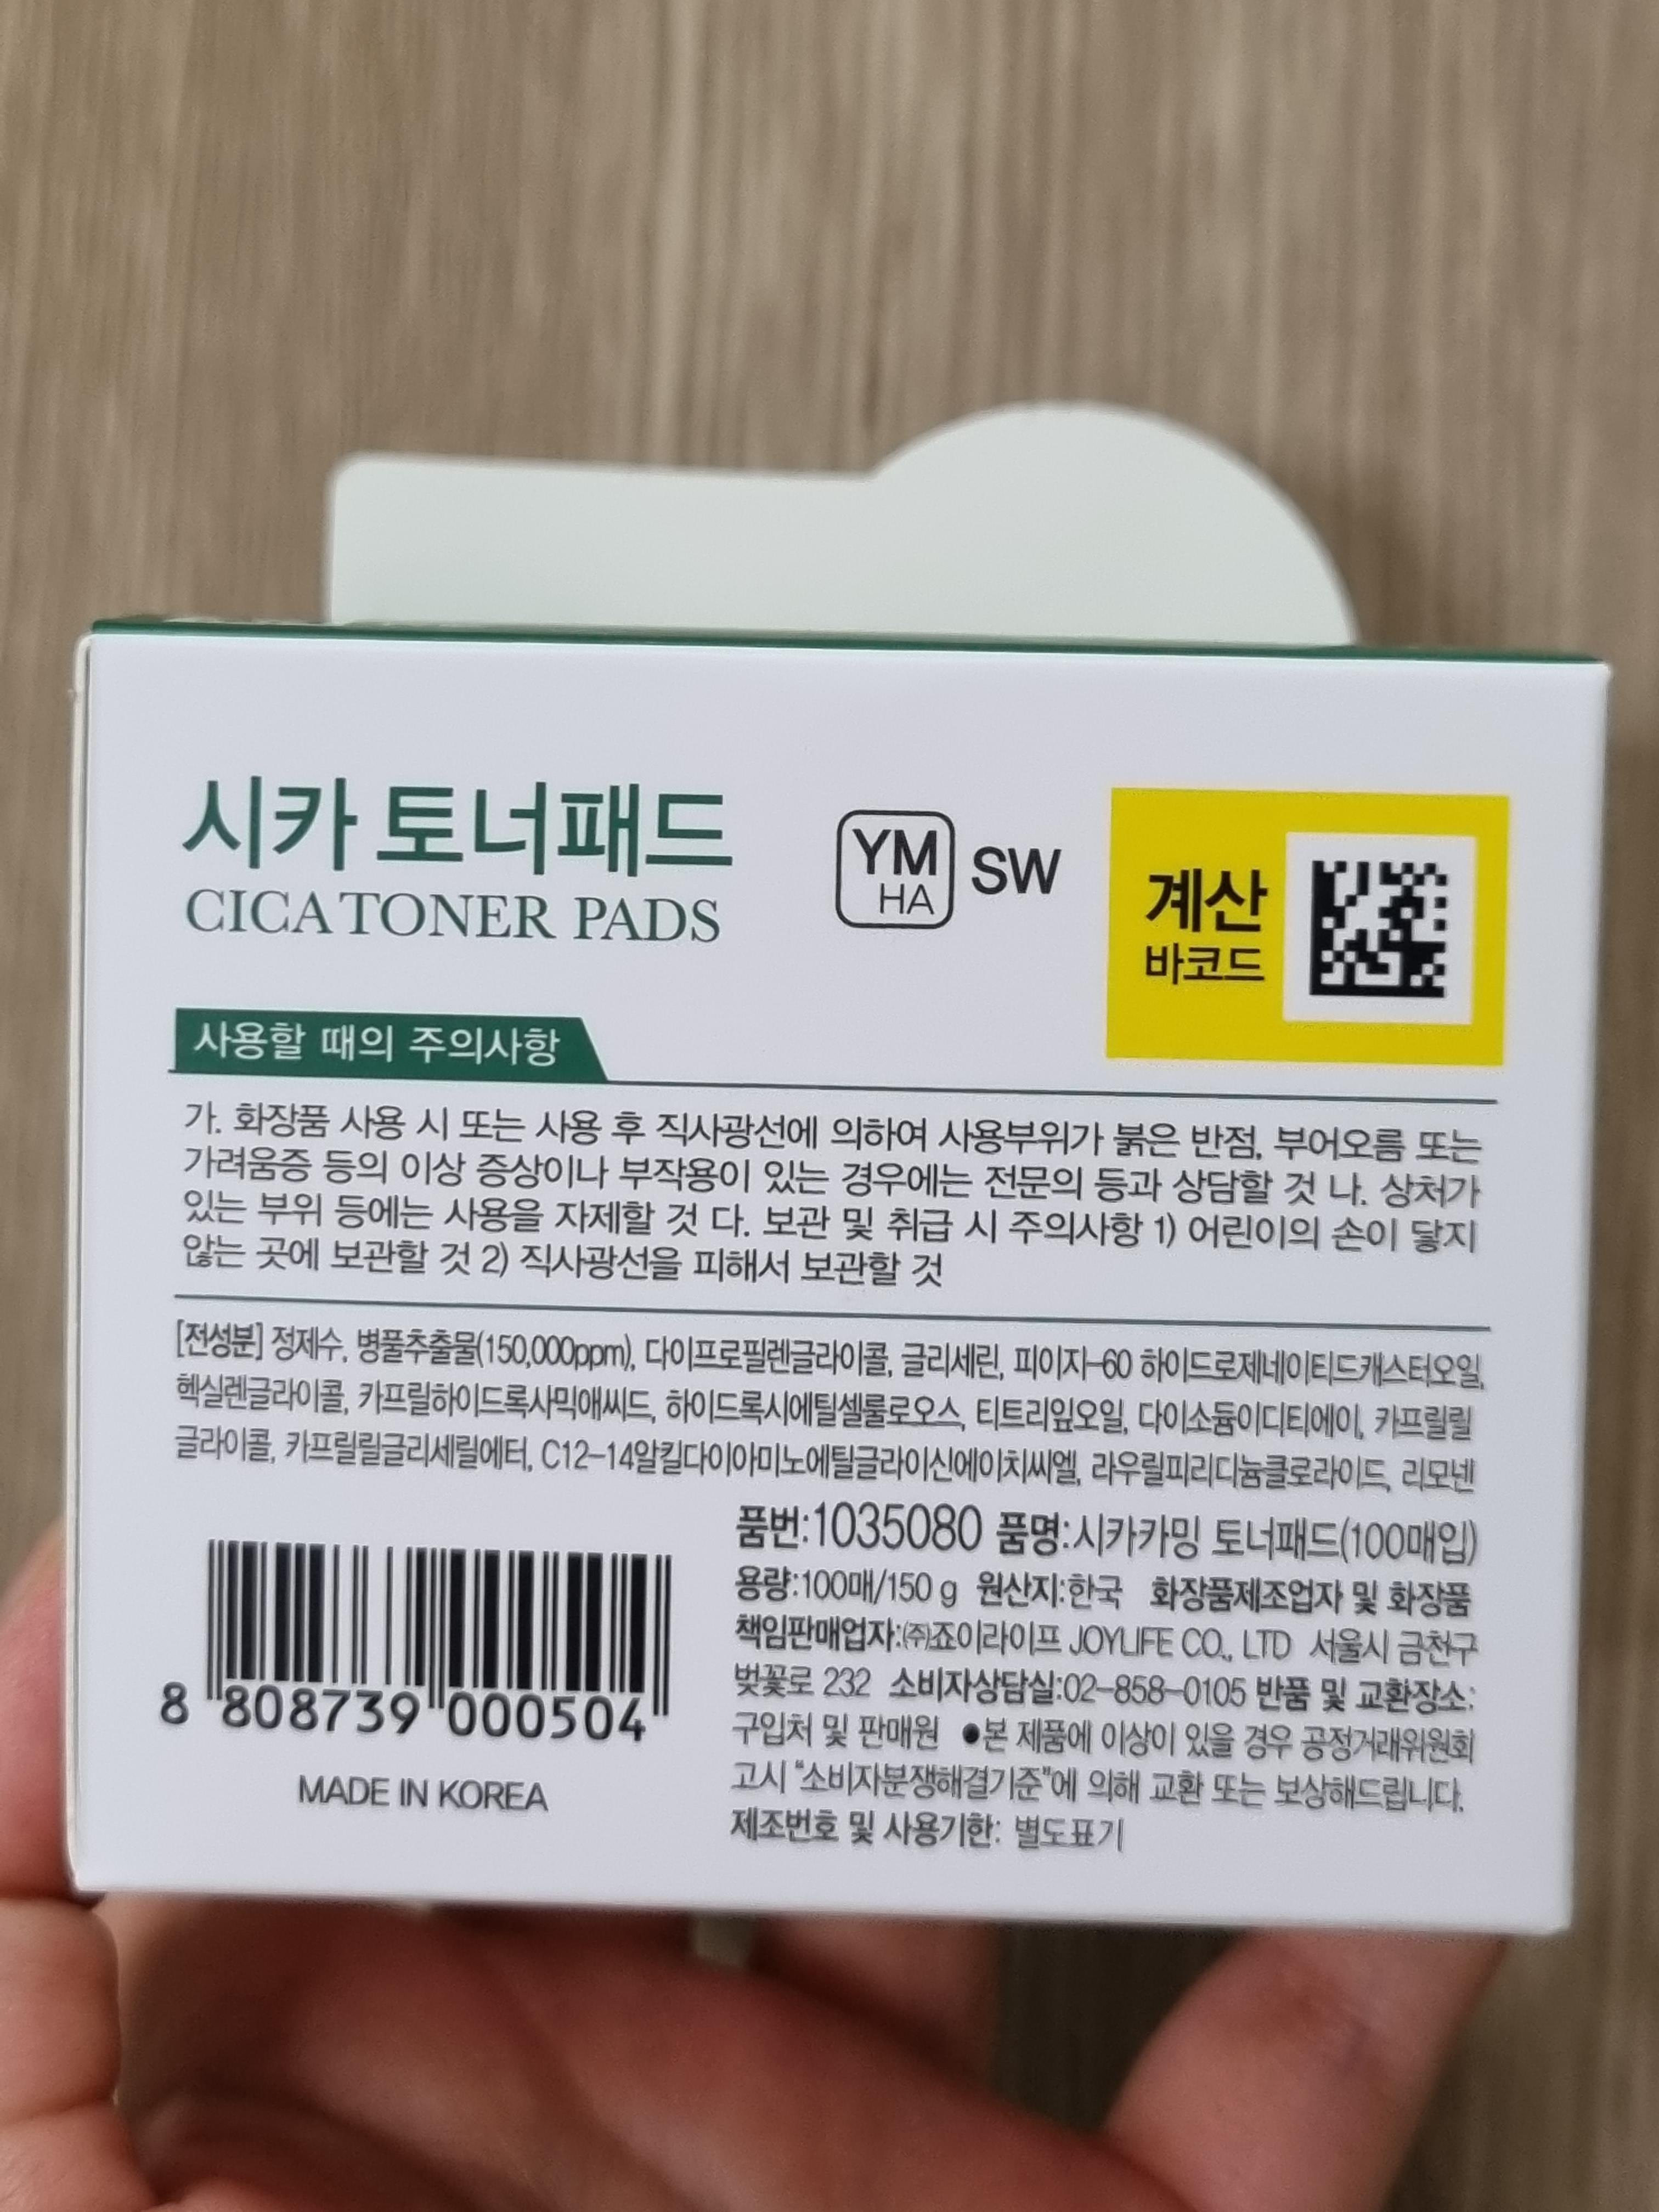 시카 토너패드
CICA TONER PADS
YM
HA
SW
계산
바코드
사용할 때의 주의사항
가. 화장품 사용 시 또는 사용 후 직사광선에 의하여 사용부위가 붉은 반점, 부어오름 또는
가려움증 등의 이상 증상이나 부작용이 있는 경우에는 전문의 등과 상담할 것 나. 상처가
있는 부위 등에는 사용을 자제할 것 다. 보관 및 취급 시 주의사항 1) 어린이의 손이 닿지
않는 곳에 보관할 것 2) 직사광선을 피해서 보관할 것
[전성분] 정제수, 병풀추출물(150,000ppm), 다이프로필렌글라이콜, 글리세린, 피이지-60 하이드로제네이티드캐스터오일,
헥실렌글라이콜, 카프릴하이드록사믹애씨드, 하이드록시에틸셀룰로오스, 티트리잎오일, 다이소듐이디티에이, 카프릴릴
글라이콜, 카프릴릴글리세릴에터, C12-14알킬다이아미노에틸글라이신에이치씨엘, 라우릴피리디늄클로라이드, 리모넨
품번:1035080 품명:시카카밍 토너패드(100매입)
용량:100매/150 g 원산지:한국 화장품제조업자 및 화장품
책임판매업자:㈜죠이라이프 JOYLIFE CO., LTD 서울시 금천구
벚꽃로 232 소비자상담실:02-858-0105 반품 및 교환장소:
구입처 및 판매원 ●본 제품에 이상이 있을 경우 공정거래위원회
고시 "소비자분쟁해결기준"에 의해 교환 또는 보상해드립니다.
제조번호 및 사용기한: 별도표기
8 808739 000504
MADE IN KOREA